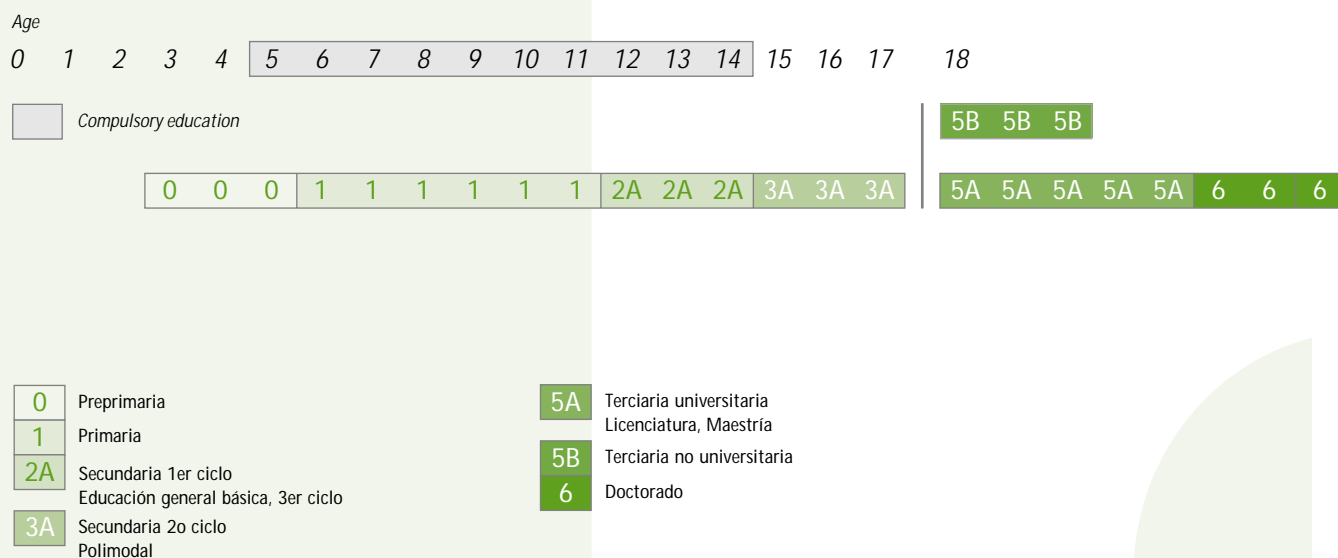 Age
0 1 2 3 4 5 6 7 8 9 10 11 12 13 14 15 16 17 18
Compulsory education
5B 5B 5B
0 0 0 1 1 1 1 1 1 2A 2A 2A 3A 3A 3A 5A 5A 5A 5A 5A 6 6 6
0 Preprimaria
1 Primaria
2A Secundaria 1er ciclo
Educación general básica, 3er ciclo
3A Secundaria 2o ciclo
Polimodal
5A Terciaria universitaria
Licenciatura, Maestría
5B Terciaria no universitaria
6 Doctorado